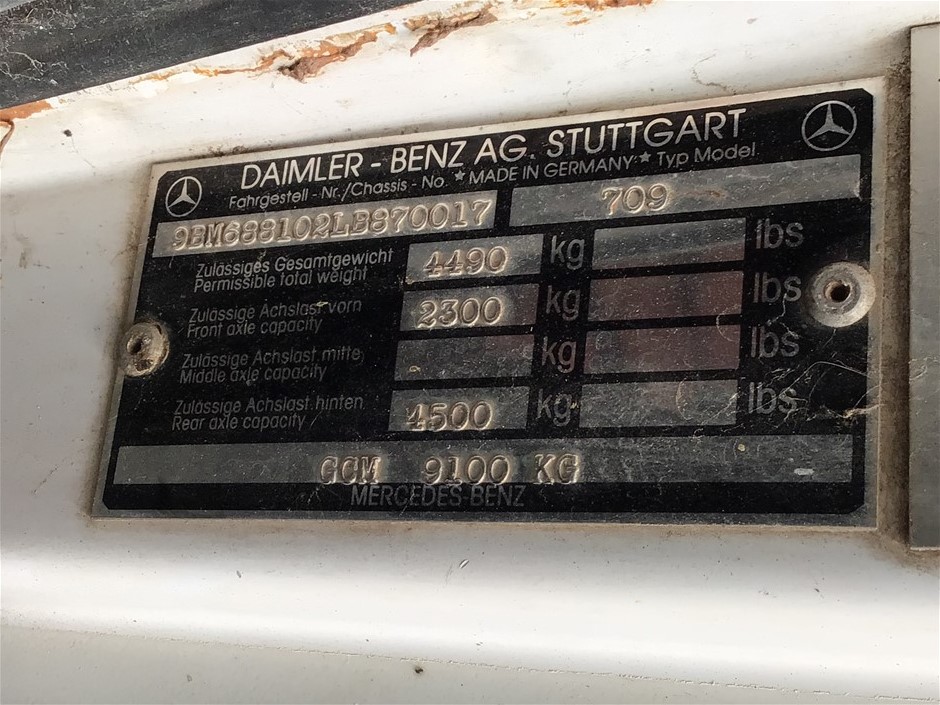 DAIMLER - BENZ AG. STUTTGART
Fahrgestell - Nr./Chassis - No. ★ MADE IN GERMANY ★ Typ Model
9BM688102LB870017 709
Zulässiges Gesamtgewicht
Permissible total weight 4490 kg lbs
Zulässige Achslast vorn
Front axle capacity 2300 kg lbs
Zulässige Achslast mitte
Middle axle capacity kg lbs
Zulässige Achslast hinten
Rear axle capacity 4500 kg lbs
GCM 9100 KG
MERCEDES BENZ